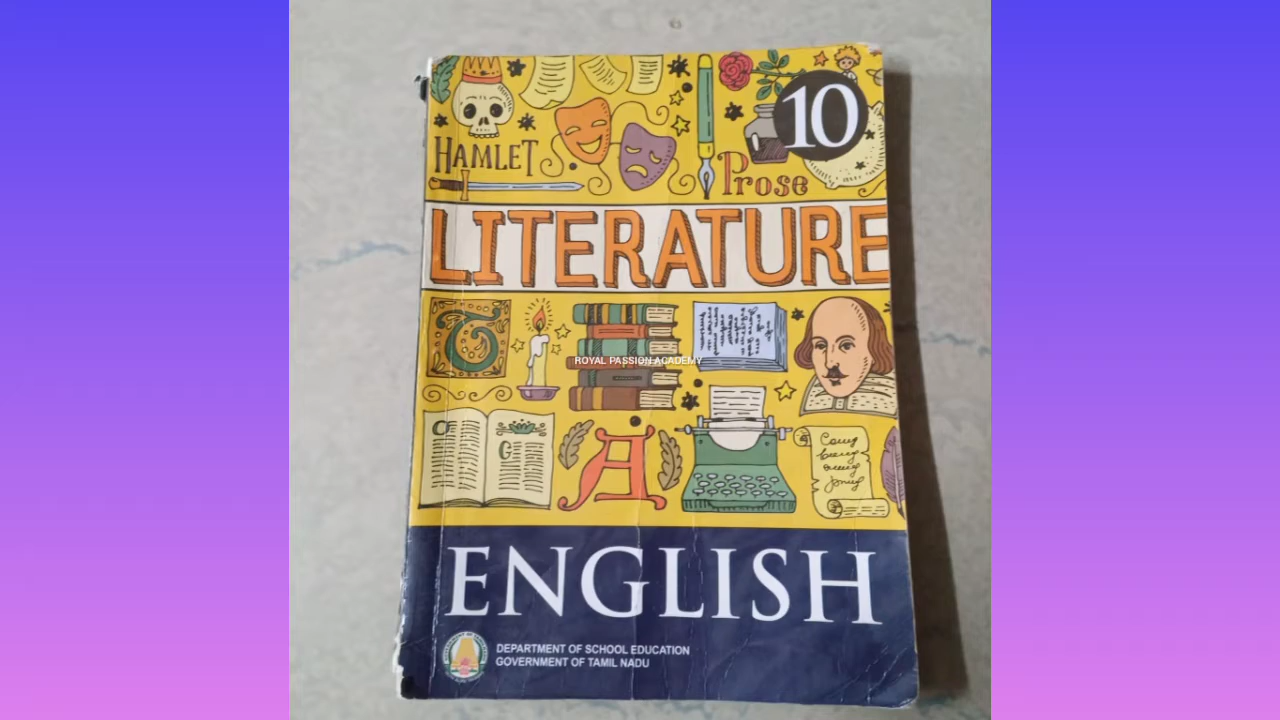 10
HAMLET
Prose
LITERATURE
ROYAL PASSION ACADEMY
ENGLISH
DEPARTMENT OF SCHOOL EDUCATION
GOVERNMENT OF TAMIL NADU